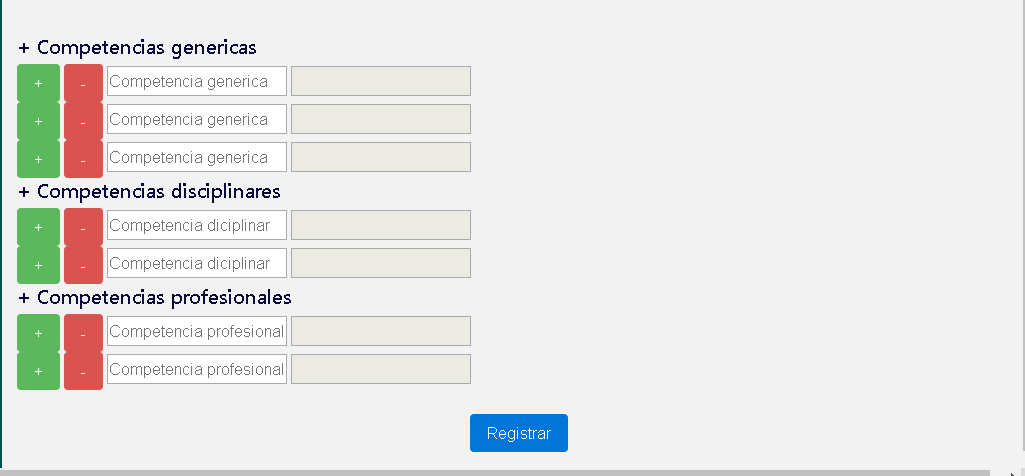 + Competencias genericas
+ - Competencia generica
+ - Competencia generica
+ - Competencia generica
+ Competencias disciplinares
+ - Competencia diciplinar
+ - Competencia diciplinar
+ Competencias profesionales
+ - Competencia profesional
+ - Competencia profesional
Registrar